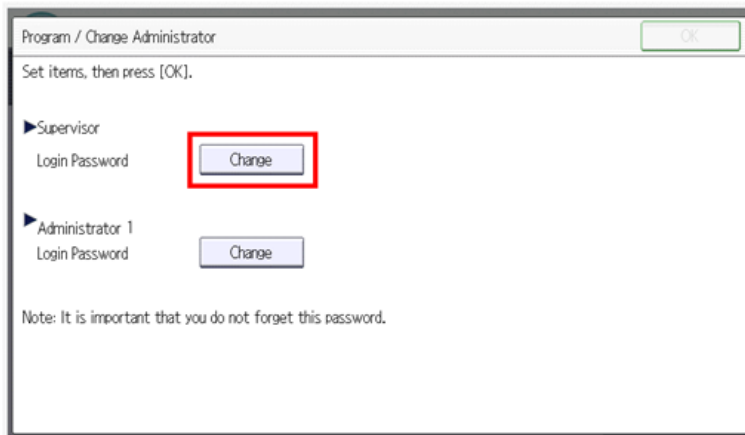 Program / Change Administrator OK
Set items, then press [OK].
▶Supervisor
Login Password Change
▶Administrator 1
Login Password Change
Note: It is important that you do not forget this password.